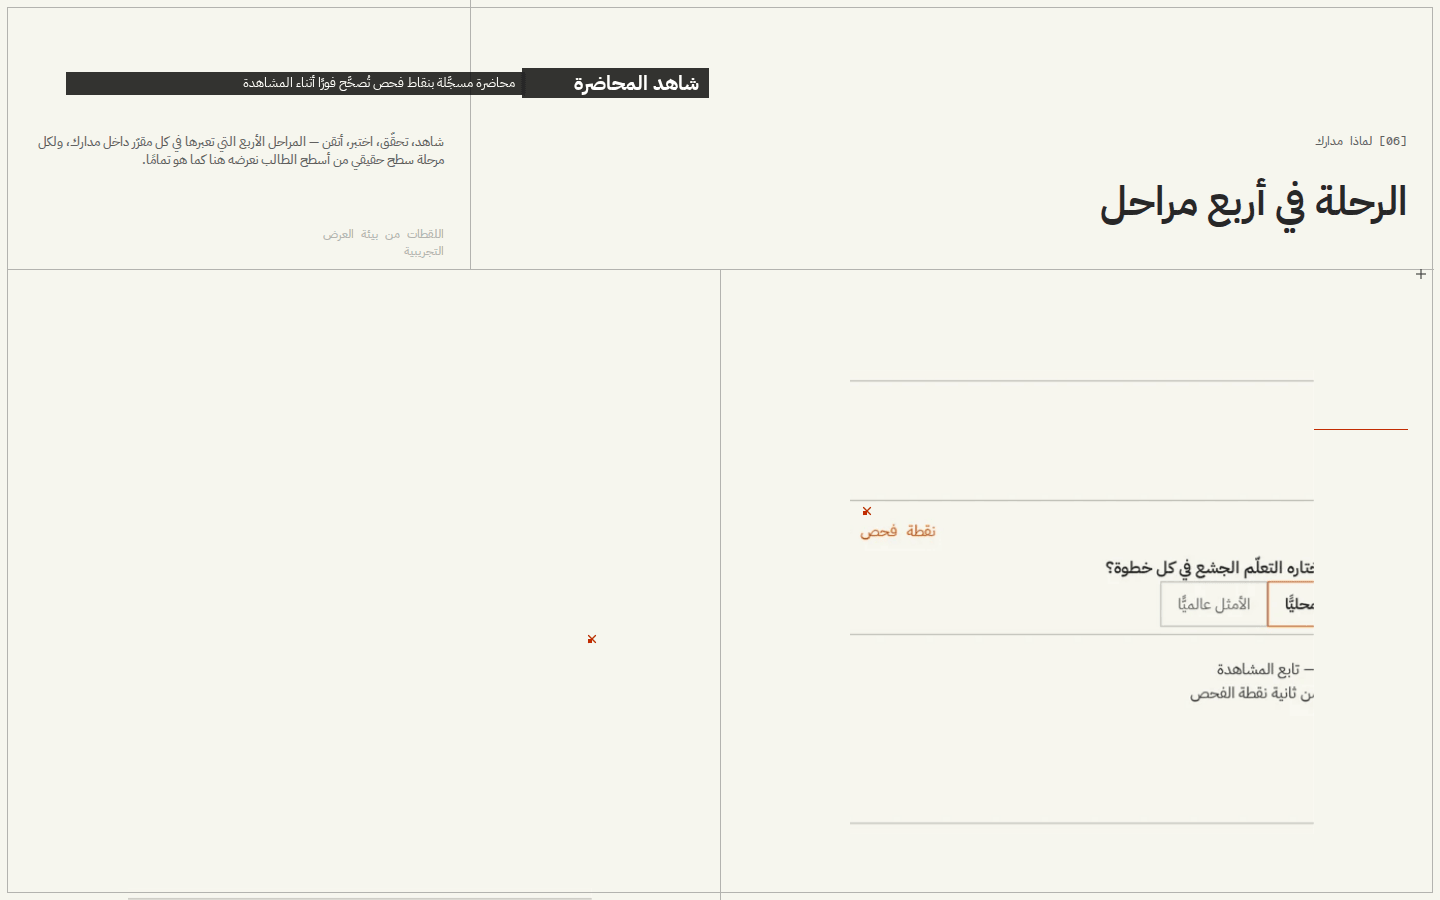 شاهد المحاضرة
محاضرة مسجَّلة بنقاط فحص تُصحَّح فورًا أثناء المشاهدة
[06] لماذا مدارك
الرحلة في أربع مراحل
شاهد، تحقّق، اختبر، أتقن — المراحل الأربع التي تعبرها في كل مقرّر داخل مدارك، ولكل
مرحلة سطح حقيقي من أسطح الطالب نعرضه هنا كما هو تمامًا.
اللقطات من بيئة العرض
التجريبية
نقطة فحص
التعلّم الجشع في كل خطوة؟
الأمثل عالميًّا
— تابع المشاهدة
ثانية نقطة الفحص